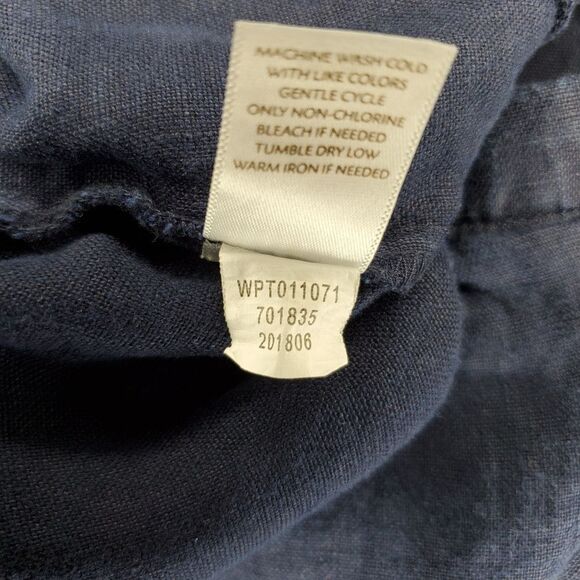 MACHINE WASH COLD
WITH LIKE COLORS
GENTLE CYCLE
ONLY NON-CHLORINE
BLEACH IF NEEDED
TUMBLE DRY LOW
WARM IRON IF NEEDED
WPT011071
701835
201806